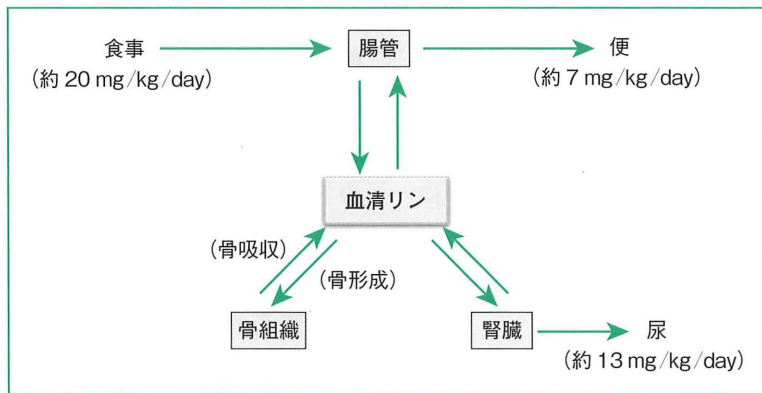 食事
(約 20 mg/kg/day)
腸管
便
(約 7 mg/kg/day)
血清リン
(骨吸収)
(骨形成)
骨組織
腎臓
尿
(約 13 mg/kg/day)